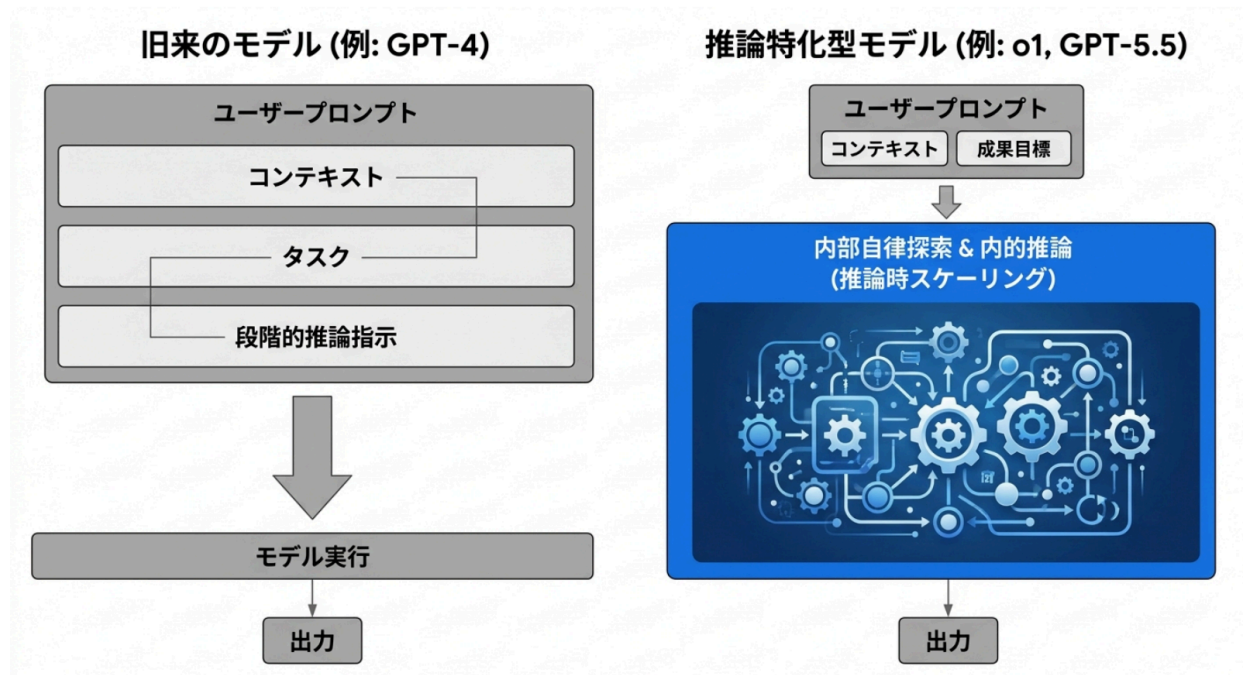 旧来のモデル (例: GPT-4)
ユーザープロンプト
コンテキスト
タスク
段階的推論指示
モデル実行
出力
推論特化型モデル (例: o1, GPT-5.5)
ユーザープロンプト
コンテキスト
成果目標
内部自律探索 & 内的推論
(推論時スケーリング)
出力